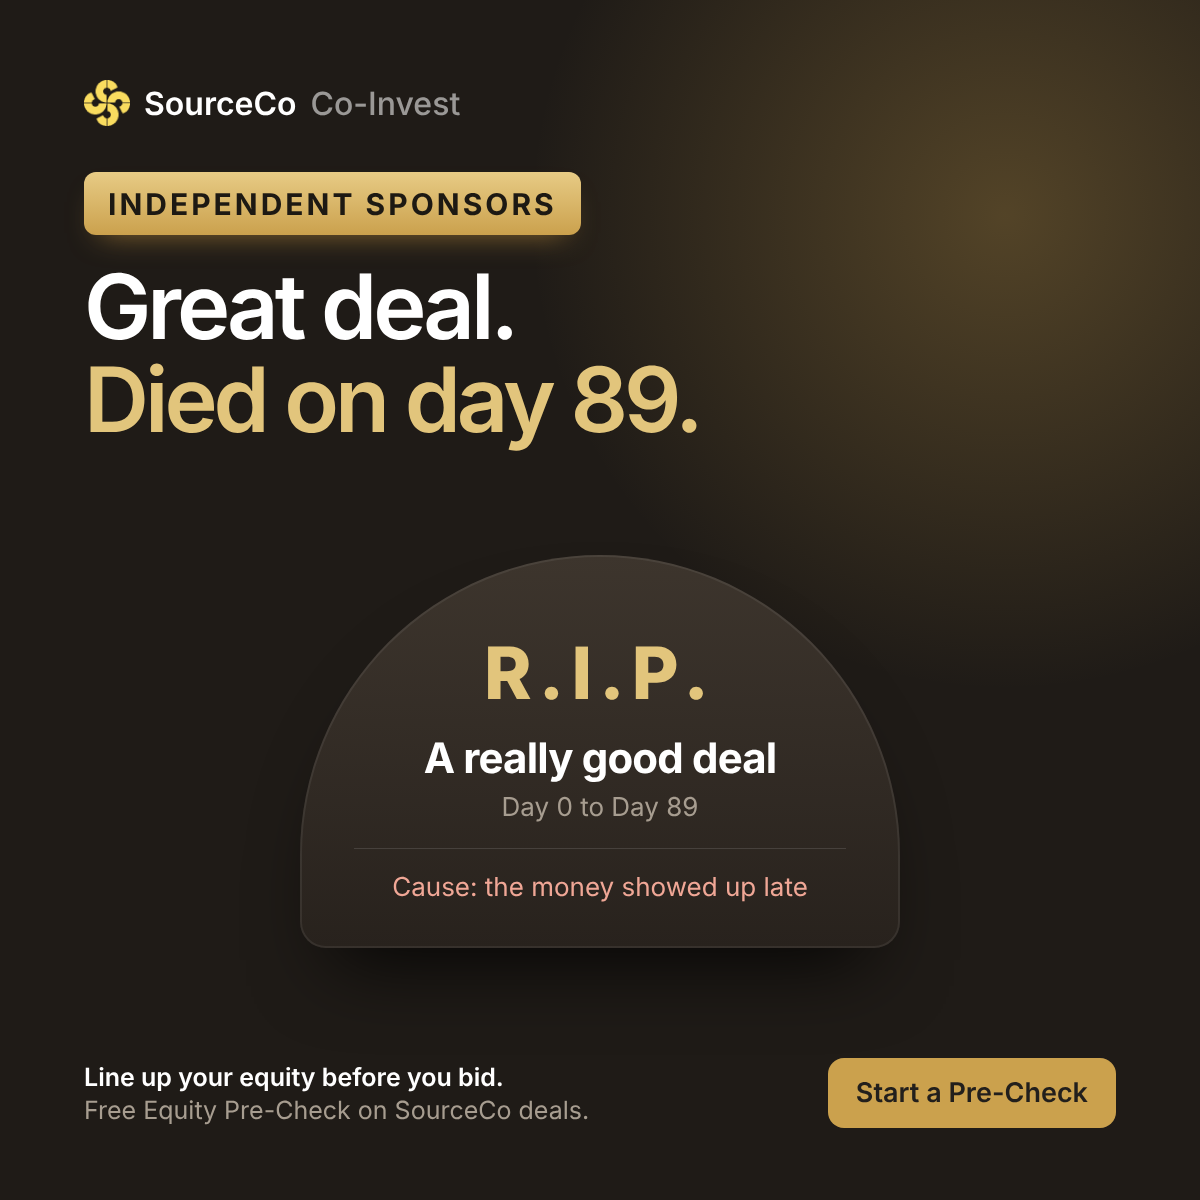 SourceCo Co-Invest
INDEPENDENT SPONSORS
Great deal.
Died on day 89.
R.I.P.
A really good deal
Day 0 to Day 89
Cause: the money showed up late
Line up your equity before you bid.
Free Equity Pre-Check on SourceCo deals.
Start a Pre-Check